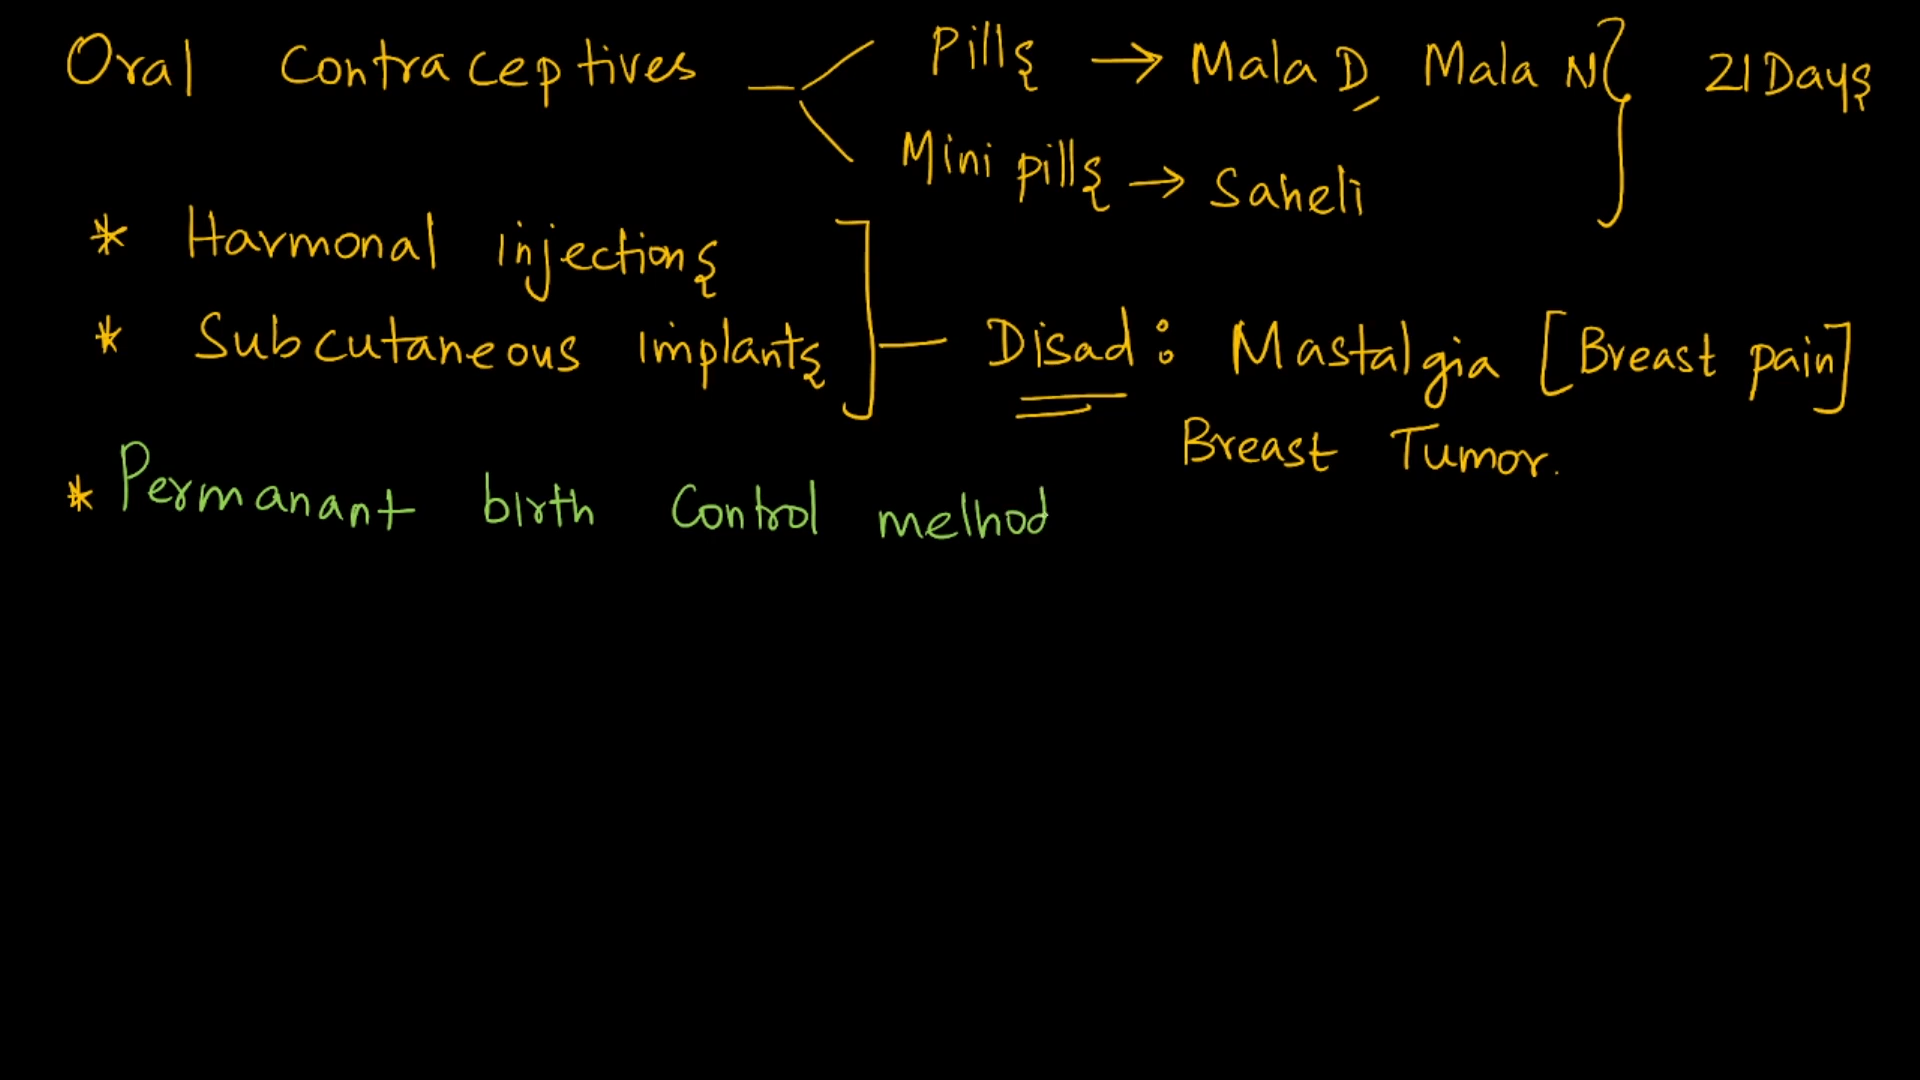 Oral Contraceptives — Pills → Mala D, Mala N } 21 Days
Mini pills → Saheli
* Harmonal injections
* Subcutaneous implants ] — Disad : Mastalgia [Breast pain]
Breast Tumor.
* Permanant birth Control melhod